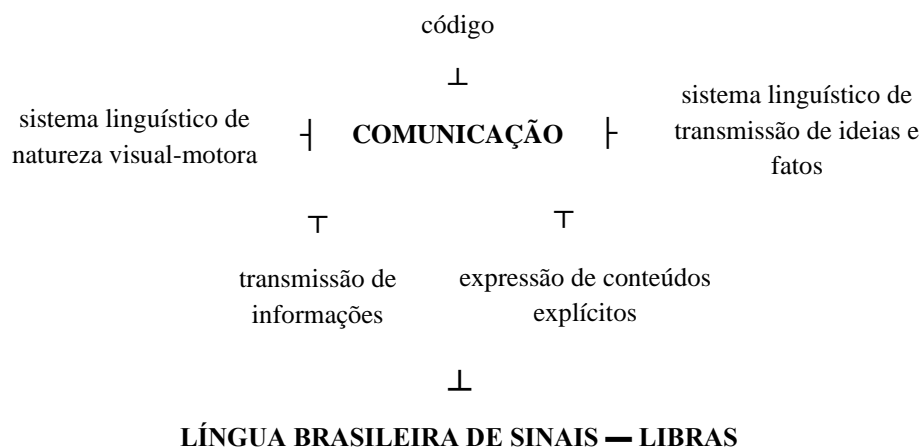 código
sistema linguístico de
natureza visual-motora
COMUNICAÇÃO
sistema linguístico de
transmissão de ideias e
fatos
transmissão de
informações
expressão de conteúdos
explícitos
LÍNGUA BRASILEIRA DE SINAIS — LIBRAS